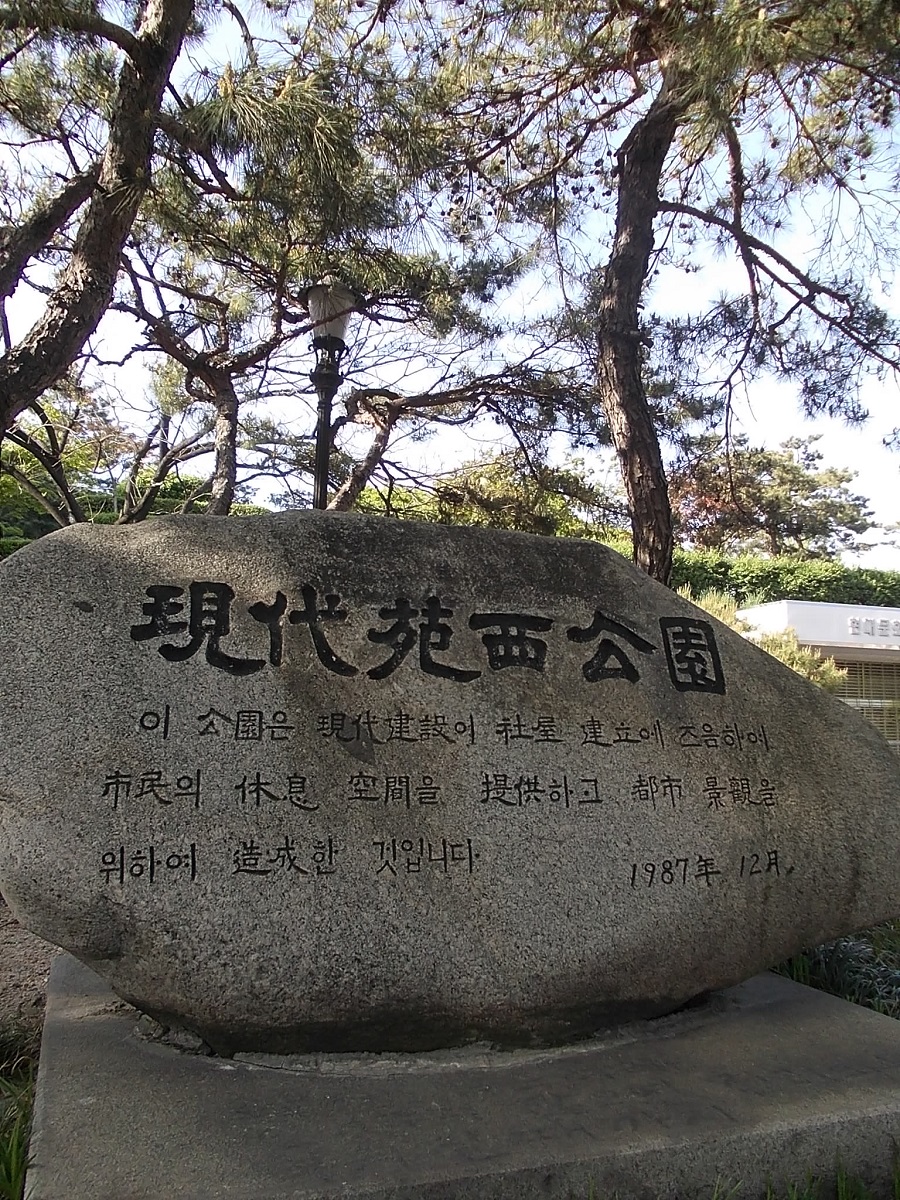 現代苑西公園
이 公園은 現代建設이 社屋 建立에 즈음하여
市民의 休息 空間을 提供하고 都市 景觀을
위하여 造成한 것입니다.
1987年 12月.